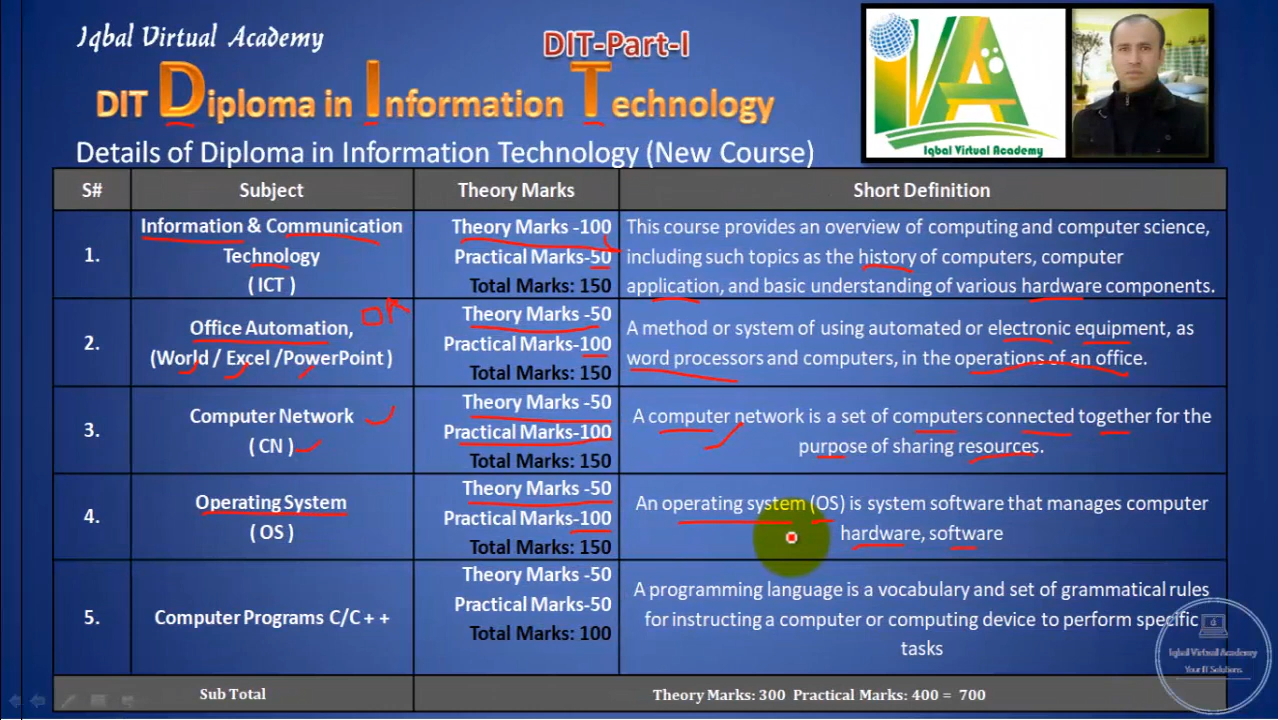 Iqbal Virtual Academy
DIT-Part-I
DIT Diploma in Information Technology
Iqbal Virtual Academy
Details of Diploma in Information Technology (New Course)
S# Subject Theory Marks Short Definition
1. Information & Communication Technology ( ICT )
Theory Marks -100
Practical Marks-50
Total Marks: 150
This course provides an overview of computing and computer science,
including such topics as the history of computers, computer
application, and basic understanding of various hardware components.
2. Office Automation,
(World / Excel /PowerPoint )
Theory Marks -50
Practical Marks-100
Total Marks: 150
A method or system of using automated or electronic equipment, as
word processors and computers, in the operations of an office.
3. Computer Network
( CN )
Theory Marks -50
Practical Marks-100
Total Marks: 150
A computer network is a set of computers connected together for the
purpose of sharing resources.
4. Operating System
( OS )
Theory Marks -50
Practical Marks-100
Total Marks: 150
An operating system (OS) is system software that manages computer
hardware, software
5. Computer Programs C/C + +
Theory Marks -50
Practical Marks-50
Total Marks: 100
A programming language is a vocabulary and set of grammatical rules
for instructing a computer or computing device to perform specific
tasks
Iqbal Virtual Academy
Your IT Solutions.
Sub Total Theory Marks: 300 Practical Marks: 400 = 700